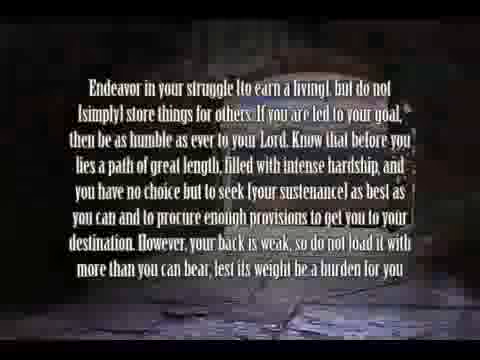 Endeavor in your struggle [to earn a living], but do not
[simply] store things for others. If you are led to your goal,
then be as humble as ever to your Lord. Know that before you
lies a path of great length, filled with intense hardship, and
you have no choice but to seek [your sustenance] as best as
you can and to procure enough provisions to get you to your
destination. However, your back is weak, so do not load it with
more than you can bear, lest its weight be a burden for you